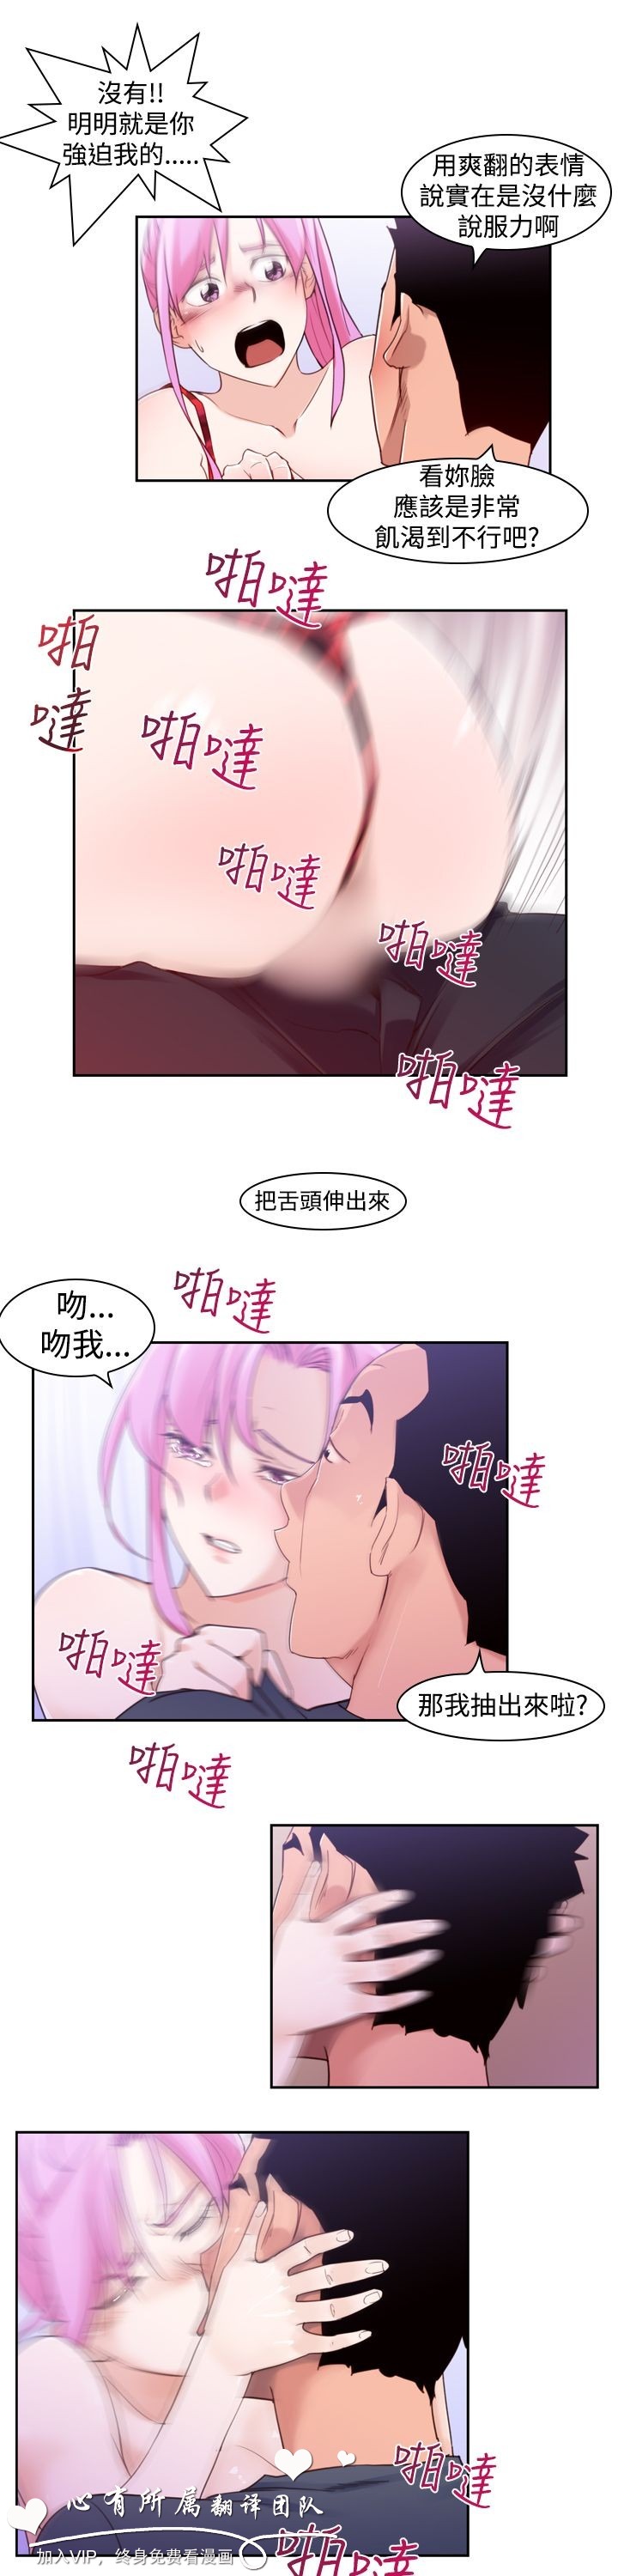 沒有!!
明明就是你
強迫我的.....
用爽翻的表情
說實在是沒什麼
說服力啊
看妳臉
應該是非常
飢渴到不行吧?
啪噠
啪噠
啪噠
啪噠
啪噠
啪噠
把舌頭伸出來
啪噠
吻...
吻我...
啪噠
啪噠
那我抽出來啦?
啪噠
啪噠
心有所属翻译团队
加入VIP，终身免费看漫画
啪噠